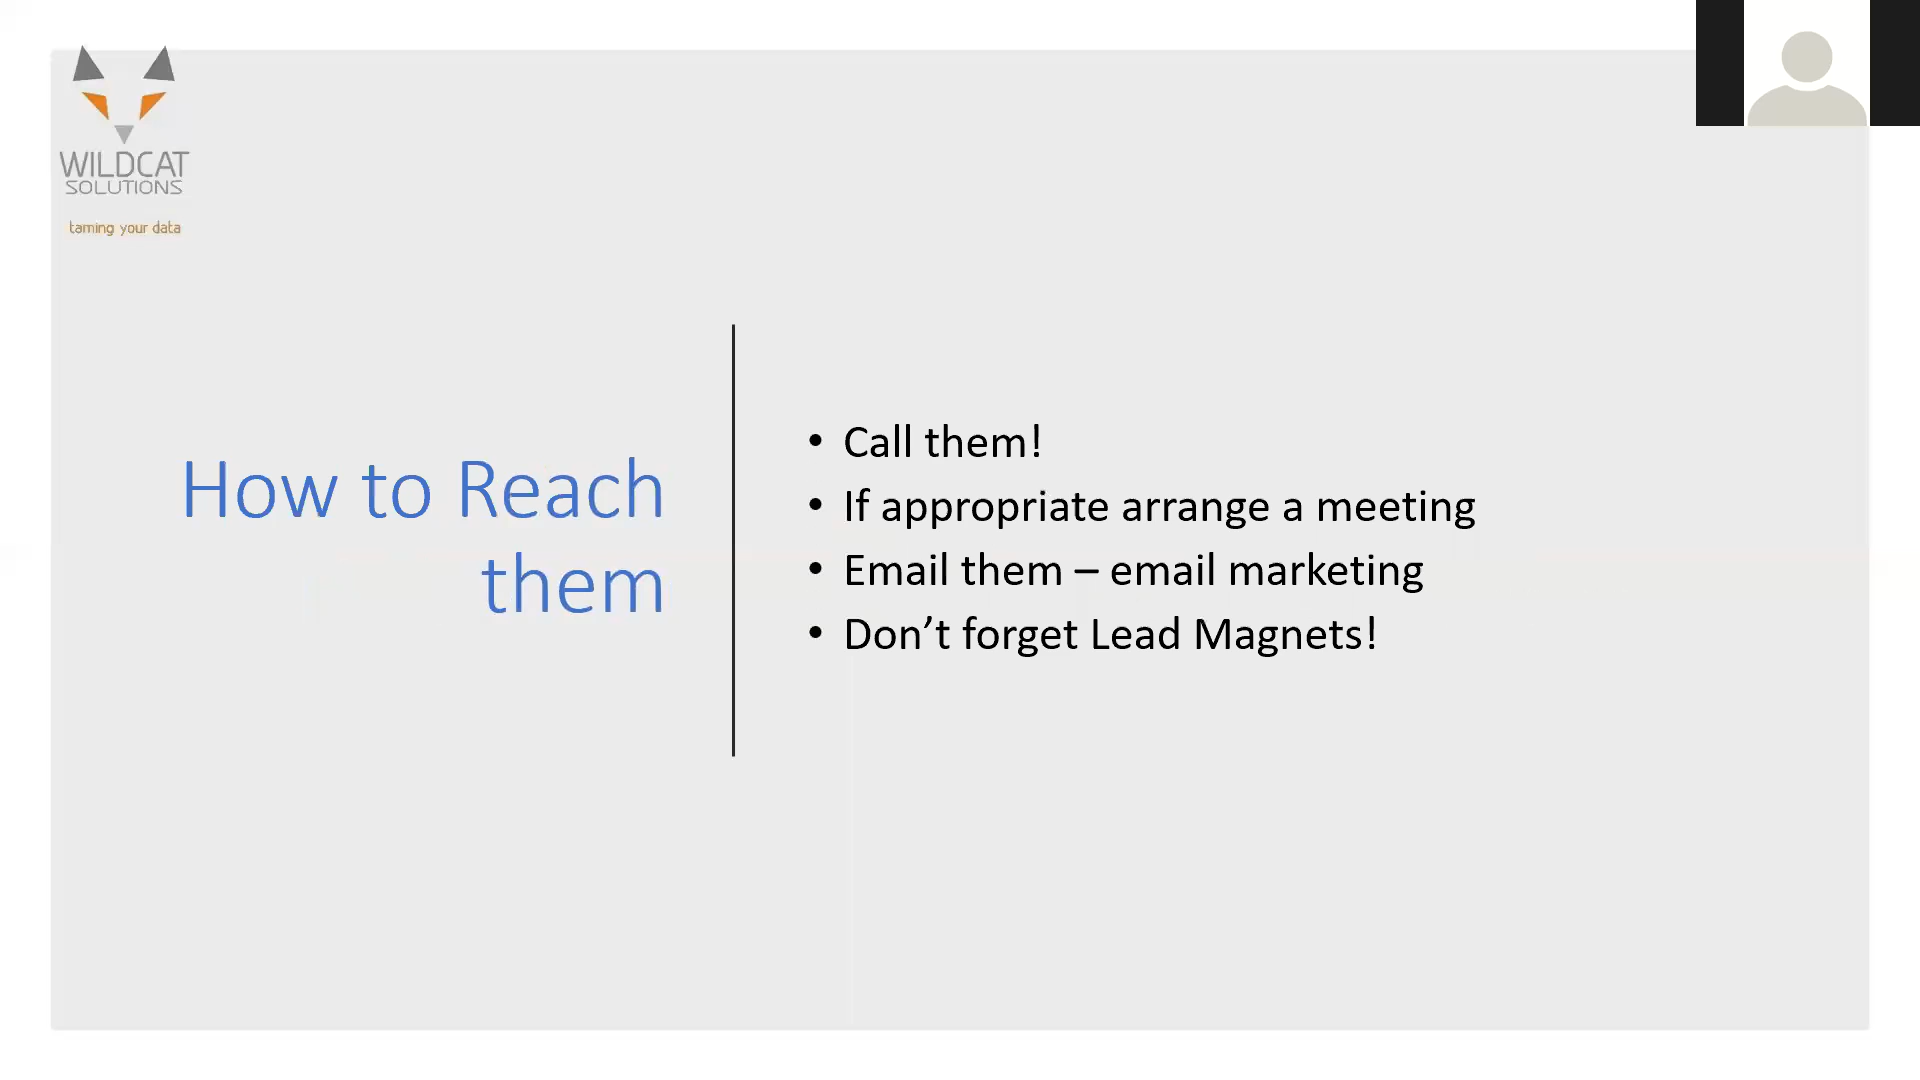 WILDCAT
SOLUTIONS
taming your data
How to Reach
them
• Call them!
• If appropriate arrange a meeting
• Email them – email marketing
• Don’t forget Lead Magnets!